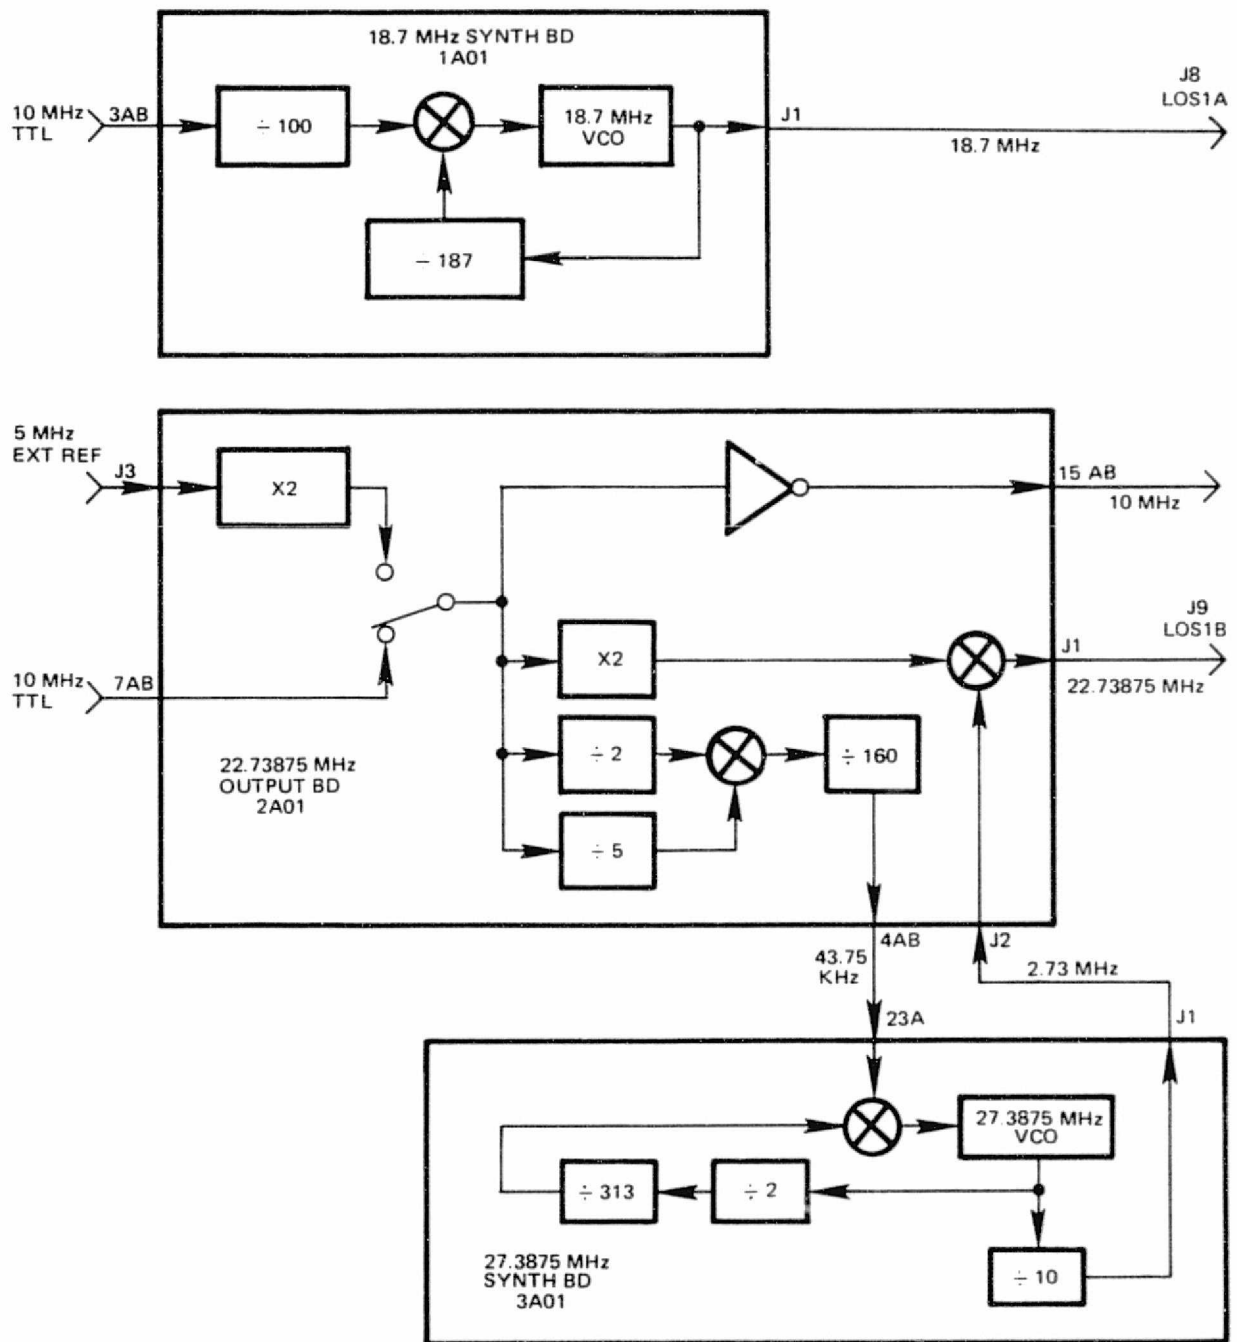 18.7 MHz SYNTH BD
1A01
10 MHz
TTL
3AB
÷ 100
18.7 MHz
VCO
J1
J8
LOS1A
18.7 MHz
÷ 187
5 MHz
EXT REF
J3
X2
15 AB
10 MHz
J9
LOS1B
X2
J1
22.73875 MHz
10 MHz
TTL
7AB
22.73875 MHz
OUTPUT BD
2A01
÷ 2
÷ 160
÷ 5
4AB
J2
43.75
KHz
2.73 MHz
23A
J1
27.3875 MHz
VCO
÷ 313
÷ 2
27.3875 MHz
SYNTH BD
3A01
÷ 10